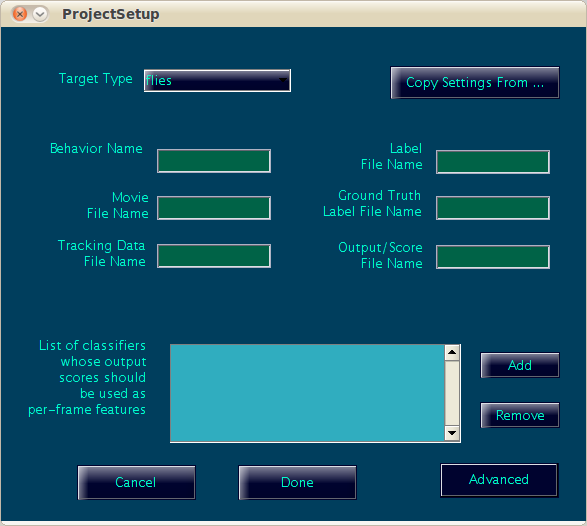 ProjectSetup
Target Type
flies
Copy Settings From ...
Behavior Name
Label
File Name
Movie
File Name
Ground Truth
Label File Name
Tracking Data
File Name
Output/Score
File Name
List of classifiers
whose output
scores should
be used as
per-frame features
Add
Remove
Cancel
Done
Advanced